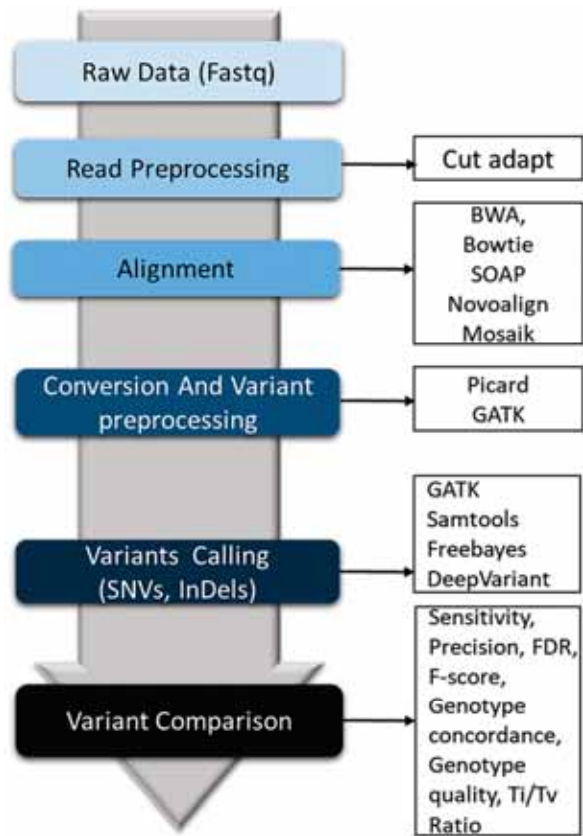 Raw Data (Fastq)
Read Preprocessing
Cut adapt
Alignment
BWA,
Bowtie
SOAP
Novoalign
Mosaik
Conversion And Variant
preprocessing
Picard
GATK
Variants Calling
(SNVs, InDels)
GATK
Samtools
Freebayes
DeepVariant
Variant Comparison
Sensitivity,
Precision, FDR,
F-score,
Genotype
concordance,
Genotype
quality, Ti/Tv
Ratio